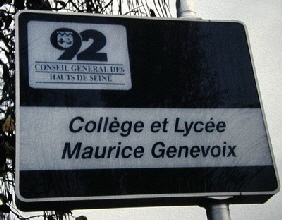 92
CONSEIL GENERAL DES
HAUTS DE SEINE
Collège et Lycée
Maurice Genevoix